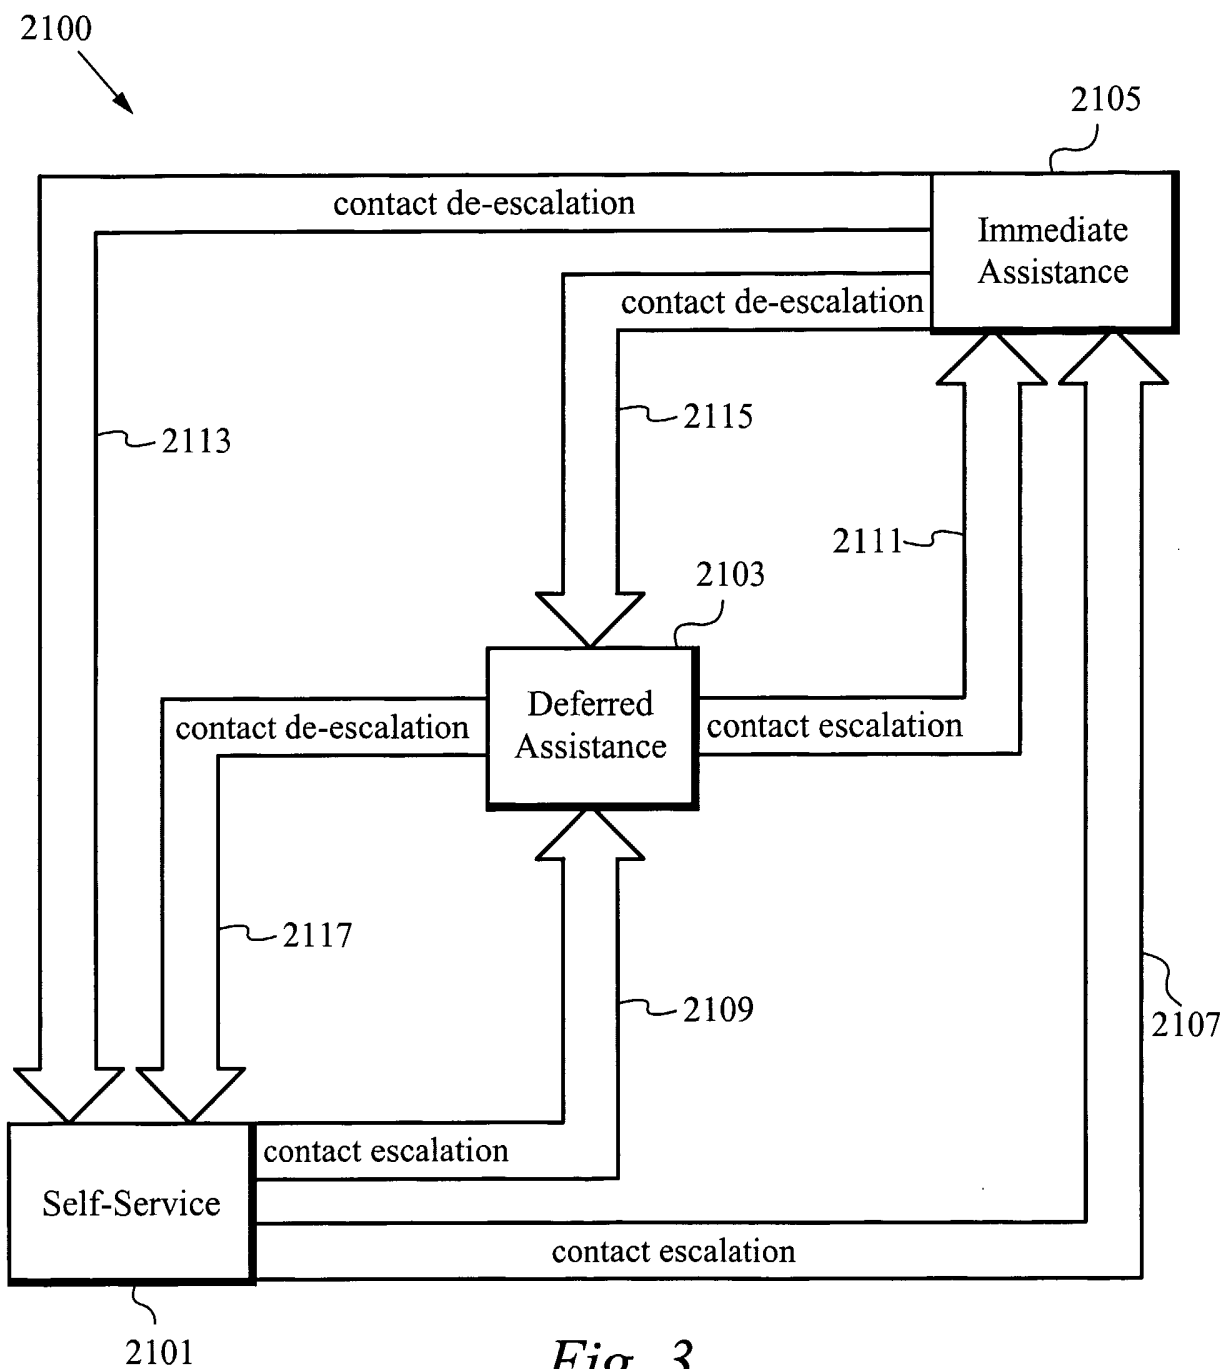 2100
2105
contact de-escalation
Immediate
Assistance
contact de-escalation
2113
2115
2111
2103
Deferred
Assistance
contact de-escalation
contact escalation
2117
2109
2107
contact escalation
Self-Service
contact escalation
2101
Fig. 3